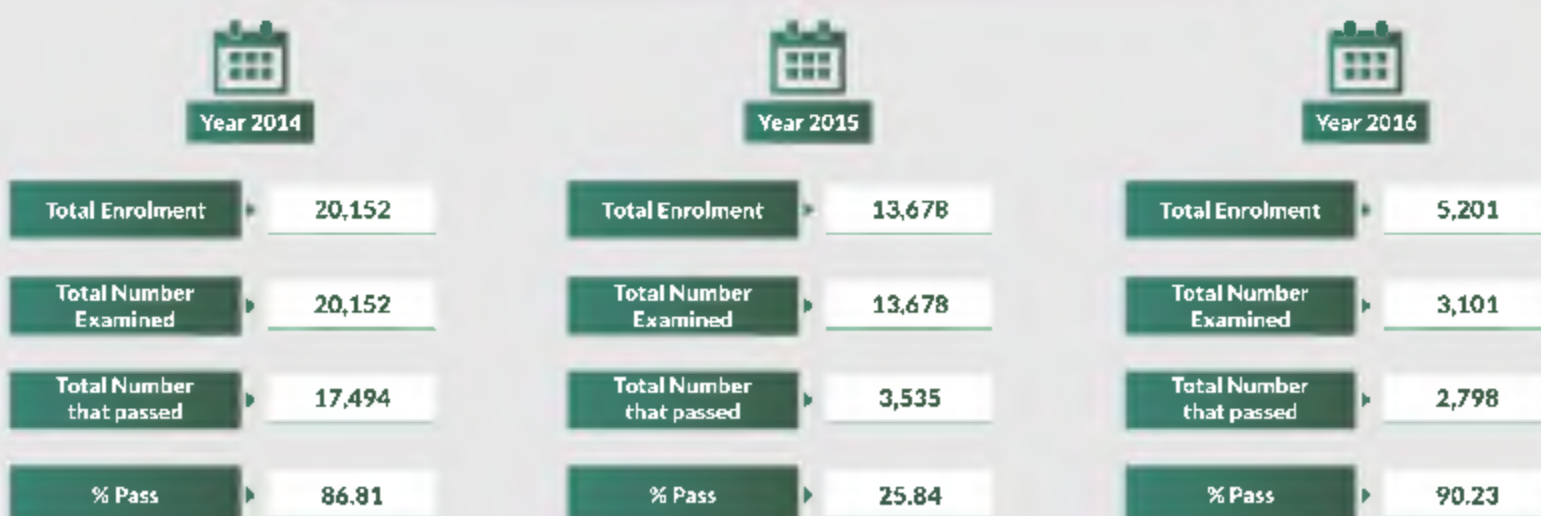 Year 2014
Total Enrolment
20,152
Total Number
Examined
20,152
Total Number
that passed
17,494
% Pass
86.81
Year 2015
Total Enrolment
13,678
Total Number
Examined
13,678
Total Number
that passed
3,535
% Pass
25.84
Year 2016
Total Enrolment
5,201
Total Number
Examined
3,101
Total Number
that passed
2,798
% Pass
90.23